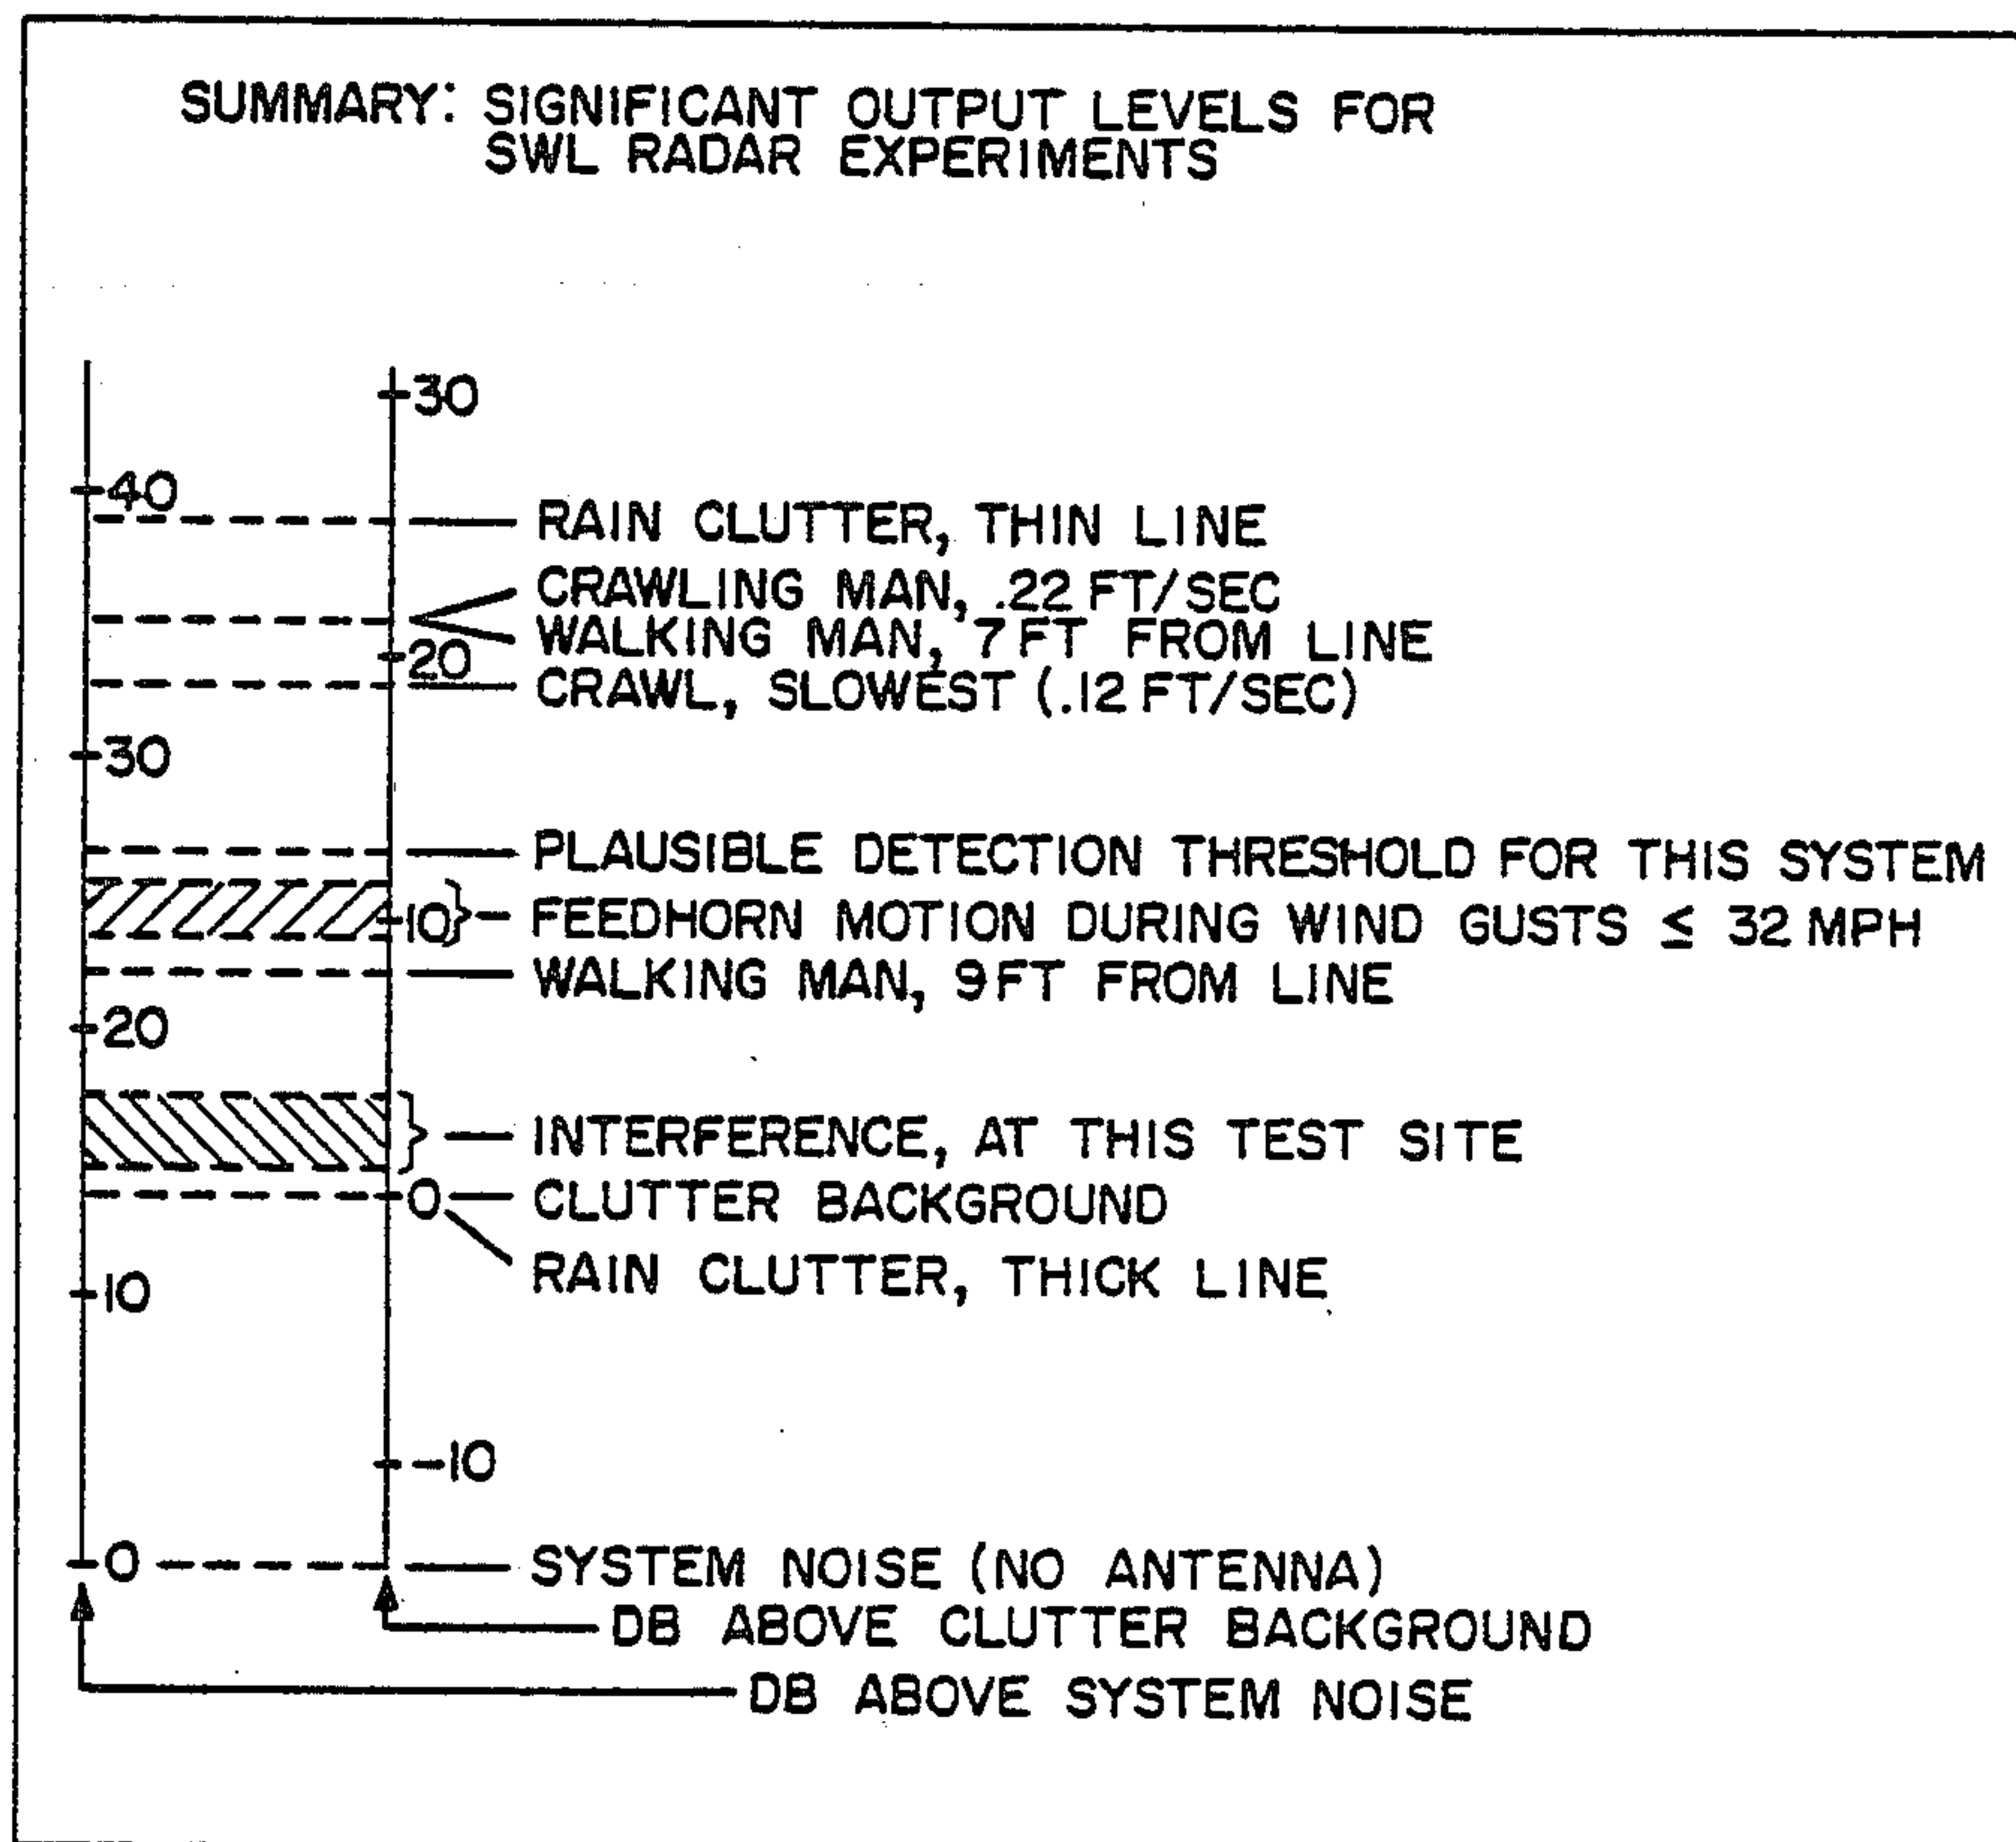 SUMMARY: SIGNIFICANT OUTPUT LEVELS FOR
SWL RADAR EXPERIMENTS
30
40
RAIN CLUTTER, THIN LINE
CRAWLING MAN, .22 FT/SEC
WALKING MAN, 7 FT FROM LINE
20
CRAWL, SLOWEST (.12 FT/SEC)
30
PLAUSIBLE DETECTION THRESHOLD FOR THIS SYSTEM
10
FEEDHORN MOTION DURING WIND GUSTS ≤ 32 MPH
WALKING MAN, 9 FT FROM LINE
20
INTERFERENCE, AT THIS TEST SITE
0
CLUTTER BACKGROUND
RAIN CLUTTER, THICK LINE
10
-10
0
SYSTEM NOISE (NO ANTENNA)
DB ABOVE CLUTTER BACKGROUND
DB ABOVE SYSTEM NOISE